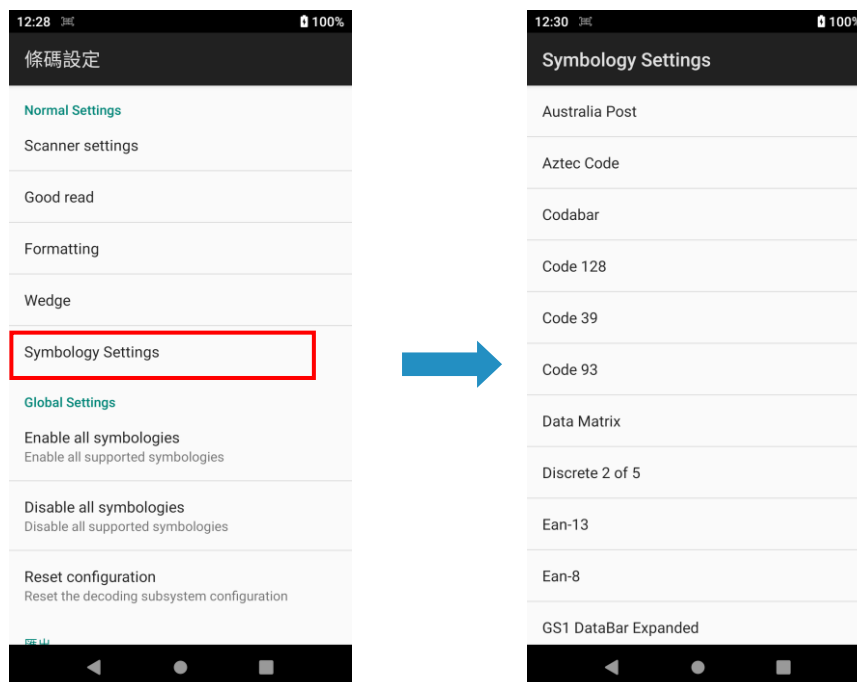 12:28 100%
條碼設定
Normal Settings
Scanner settings
Good read
Formatting
Wedge
Symbology Settings
Global Settings
Enable all symbologies
Enable all supported symbologies
Disable all symbologies
Disable all supported symbologies
Reset configuration
Reset the decoding subsystem configuration
12:30 100%
Symbology Settings
Australia Post
Aztec Code
Codabar
Code 128
Code 39
Code 93
Data Matrix
Discrete 2 of 5
Ean-13
Ean-8
GS1 DataBar Expanded